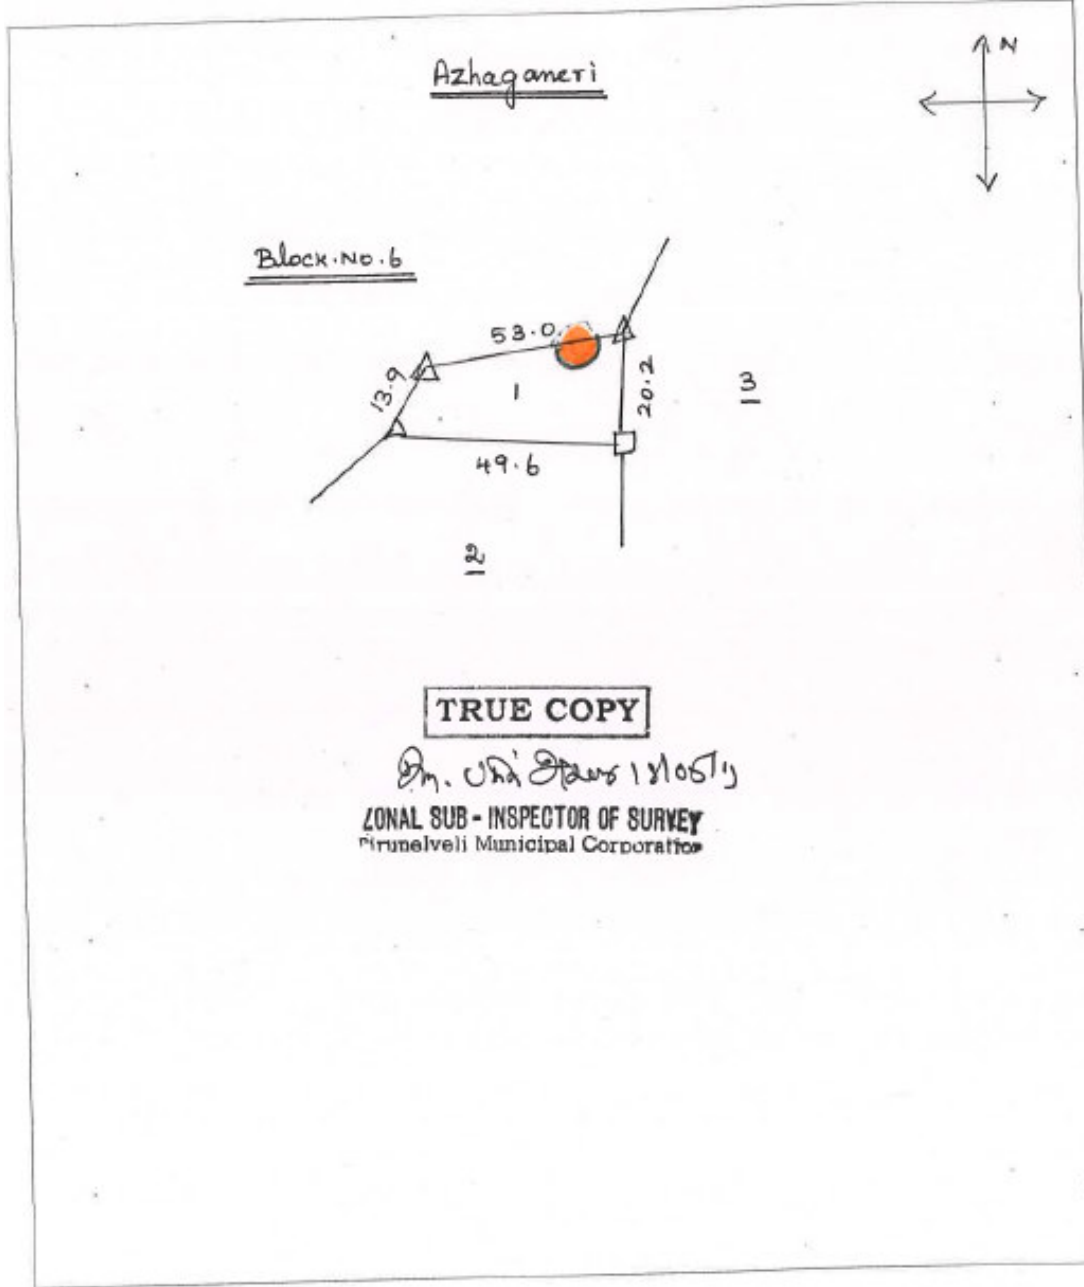 Azhaganeri
N
Block.No.6
53.0
13.9
1
20.2
3
49.6
2
TRUE COPY
ZONAL SUB - INSPECTOR OF SURVEY
Tirunelveli Municipal Corporation